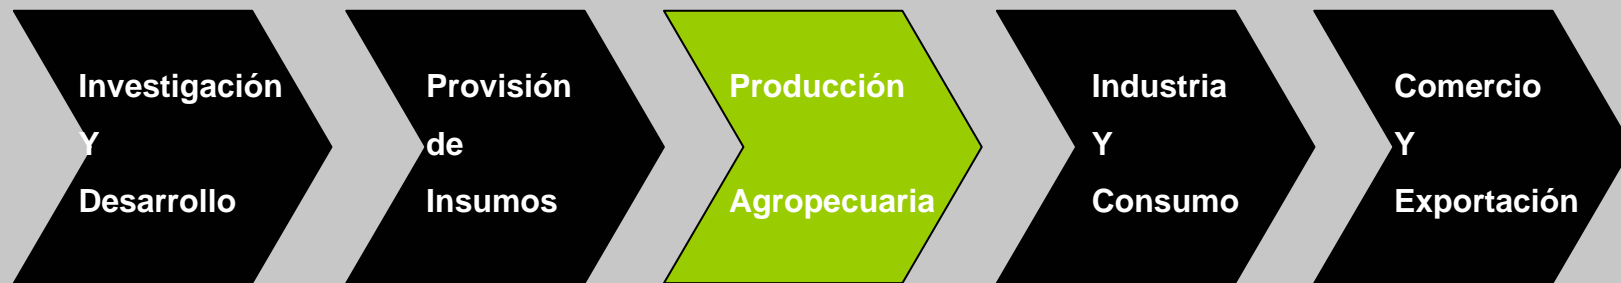 Investigación
Y
Desarrollo
Provisión
de
Insumos
Producción
Agropecuaria
Industria
Y
Consumo
Comercio
Y
Exportación